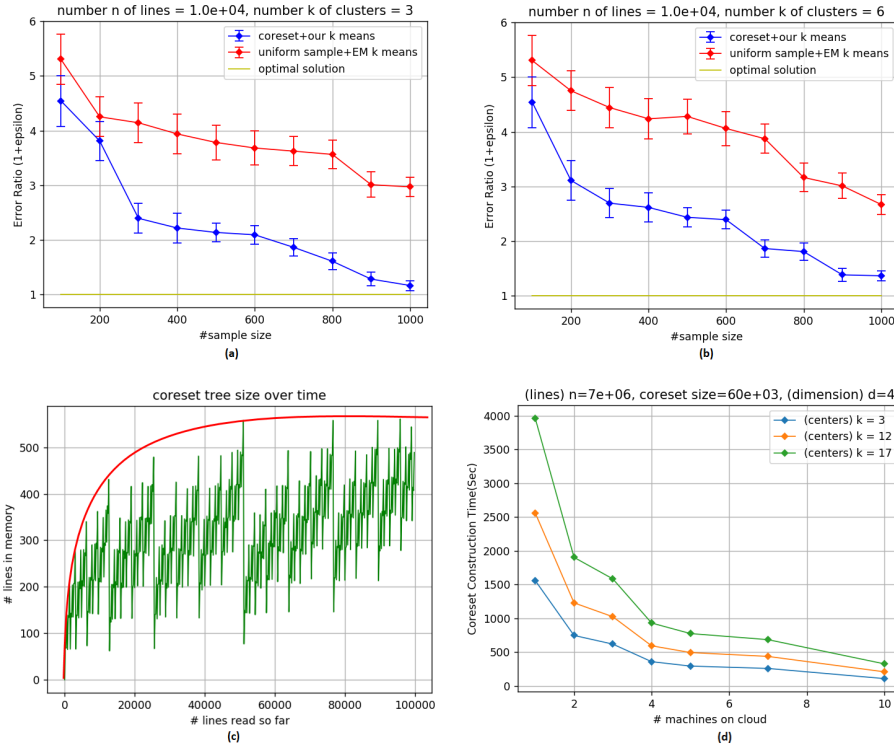 number n of lines = 1.0e+04, number k of clusters = 3
coreset+our k means
uniform sample+EM k means
optimal solution
Error Ratio (1+epsilon)
6
5
4
3
2
1
200
400
600
800
1000
#sample size
(a)
number n of lines = 1.0e+04, number k of clusters = 6
coreset+our k means
uniform sample+EM k means
optimal solution
Error Ratio (1+epsilon)
6
5
4
3
2
1
200
400
600
800
1000
#sample size
(b)
coreset tree size over time
# lines in memory
500
400
300
200
100
0
0
20000
40000
60000
80000
100000
# lines read so far
(c)
(lines) n=7e+06, coreset size=60e+03, (dimension) d=4
(centers) k = 3
(centers) k = 12
(centers) k = 17
Coreset Construction Time(Sec)
4000
3500
3000
2500
2000
1500
1000
500
0
2
4
6
8
10
# machines on cloud
(d)